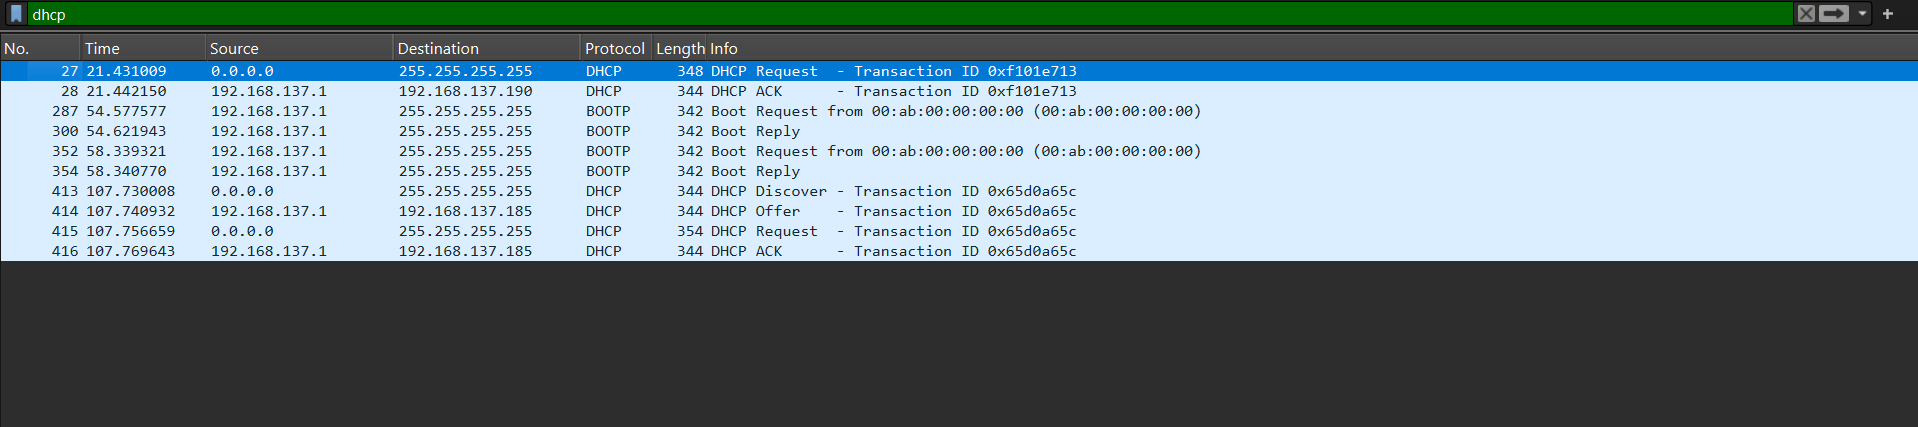 dhcp
No. Time Source Destination Protocol Length Info
27 21.431009 0.0.0.0 255.255.255.255 DHCP 348 DHCP Request - Transaction ID 0xf101e713
28 21.442150 192.168.137.1 192.168.137.190 DHCP 344 DHCP ACK - Transaction ID 0xf101e713
287 54.577577 192.168.137.1 255.255.255.255 BOOTP 342 Boot Request from 00:ab:00:00:00:00 (00:ab:00:00:00:00)
300 54.621943 192.168.137.1 255.255.255.255 BOOTP 342 Boot Reply
352 58.339321 192.168.137.1 255.255.255.255 BOOTP 342 Boot Request from 00:ab:00:00:00:00 (00:ab:00:00:00:00)
354 58.340770 192.168.137.1 255.255.255.255 BOOTP 342 Boot Reply
413 107.730008 0.0.0.0 255.255.255.255 DHCP 344 DHCP Discover - Transaction ID 0x65d0a65c
414 107.740932 192.168.137.1 192.168.137.185 DHCP 344 DHCP Offer - Transaction ID 0x65d0a65c
415 107.756659 0.0.0.0 255.255.255.255 DHCP 354 DHCP Request - Transaction ID 0x65d0a65c
416 107.769643 192.168.137.1 192.168.137.185 DHCP 344 DHCP ACK - Transaction ID 0x65d0a65c